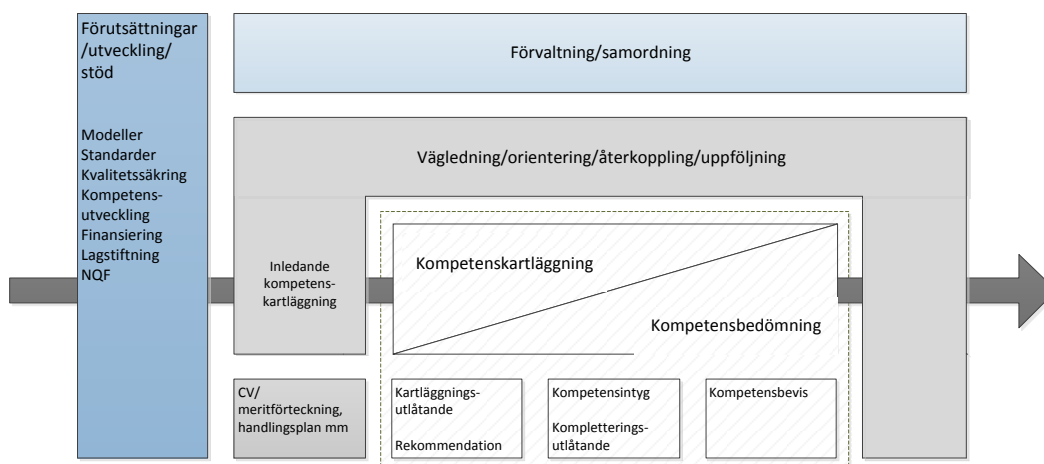 Förutsättningar
/utveckling/
stöd
Modeller
Standarder
Kvalitetssäkring
Kompetens-
utveckling
Finansiering
Lagstiftning
NQF
Förvaltning/samordning
Vägledning/orientering/återkoppling/uppföljning
Inledande
kompetens-
kartläggning
Kompetenskartläggning
Kompetensbedömning
CV/
meritförteckning,
handlingsplan mm
Kartläggnings-
utlåtande
Rekommendation
Kompetensintyg
Kompletterings-
utlåtande
Kompetensbevis